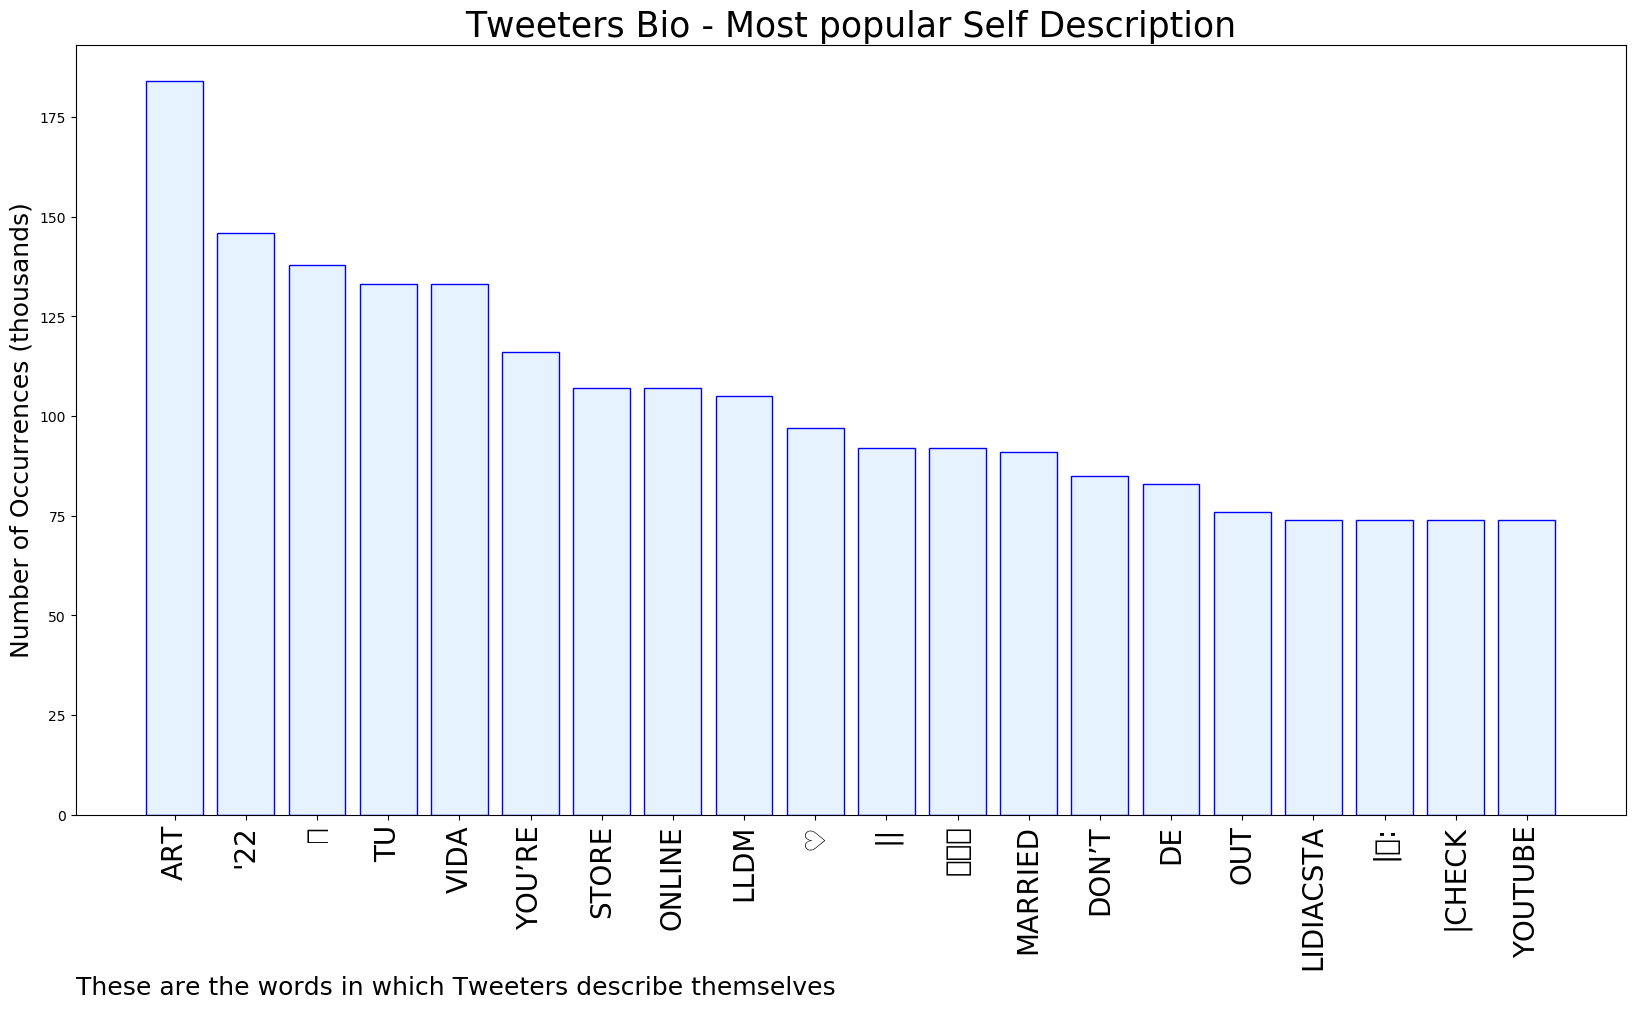 Tweeters Bio - Most popular Self Description
Number of Occurrences (thousands)
175
150
125
100
75
50
25
0
ART
'22
TU
VIDA
YOU’RE
STORE
ONLINE
LLDM
♡
||
MARRIED
DON’T
DE
OUT
LIDIACSTA
|▯:
|CHECK
YOUTUBE
These are the words in which Tweeters describe themselves